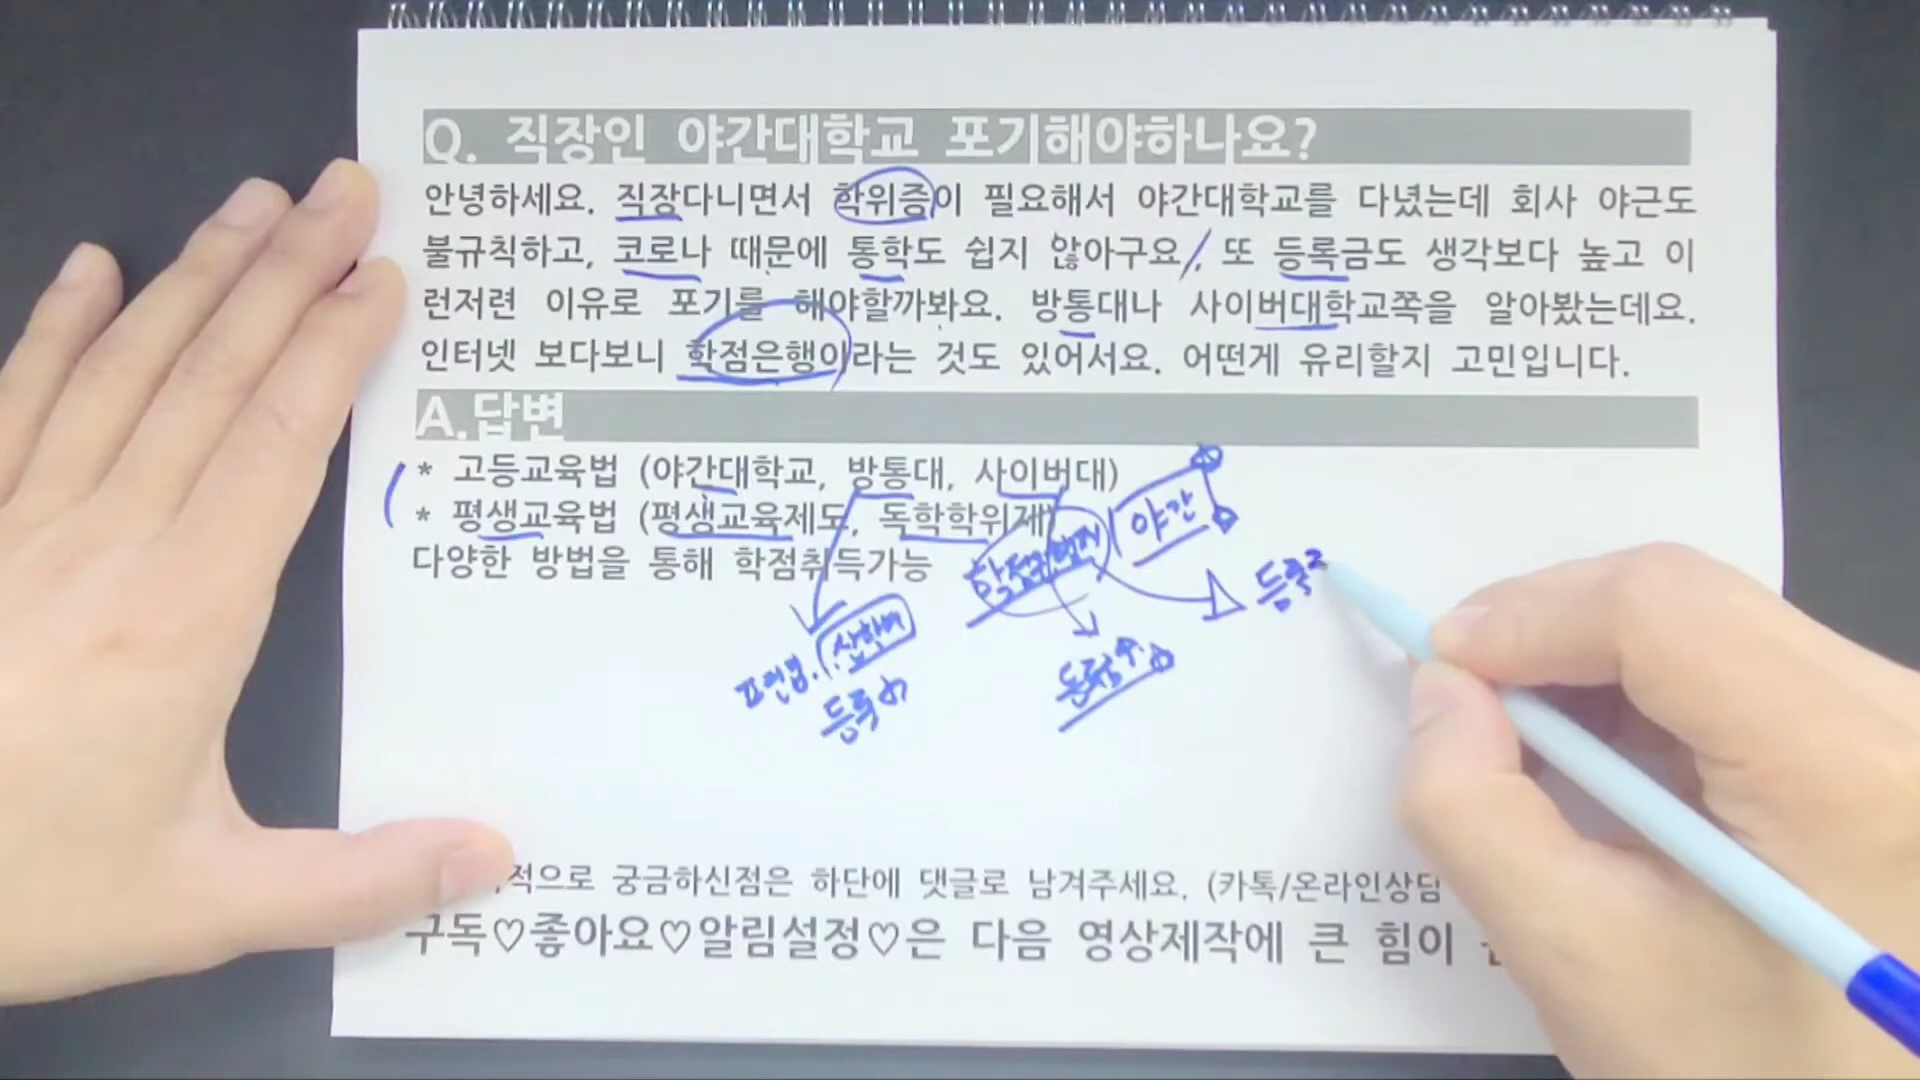 Q. 직장인 야간대학교 포기해야하나요?
안녕하세요. 직장다니면서 학위증이 필요해서 야간대학교를 다녔는데 회사 야근도
불규칙하고, 코로나 때문에 통학도 쉽지 않아구요, 또 등록금도 생각보다 높고 이
런저련 이유로 포기를 해야할까봐요. 방통대나 사이버대학교쪽을 알아봤는데요.
인터넷 보다보니 학점은행이라는 것도 있어서요. 어떤게 유리할지 고민입니다.
A.답변
* 고등교육법 (야간대학교, 방통대, 사이버대)
* 평생교육법 (평생교육제도, 독학학위제)
야간
다양한 방법을 통해 학점취득가능
등록
적으로 궁금하신점은 하단에 댓글로 남겨주세요. (카톡/온라인상담
구독♡좋아요♡알림설정♡은 다음 영상제작에 큰 힘이